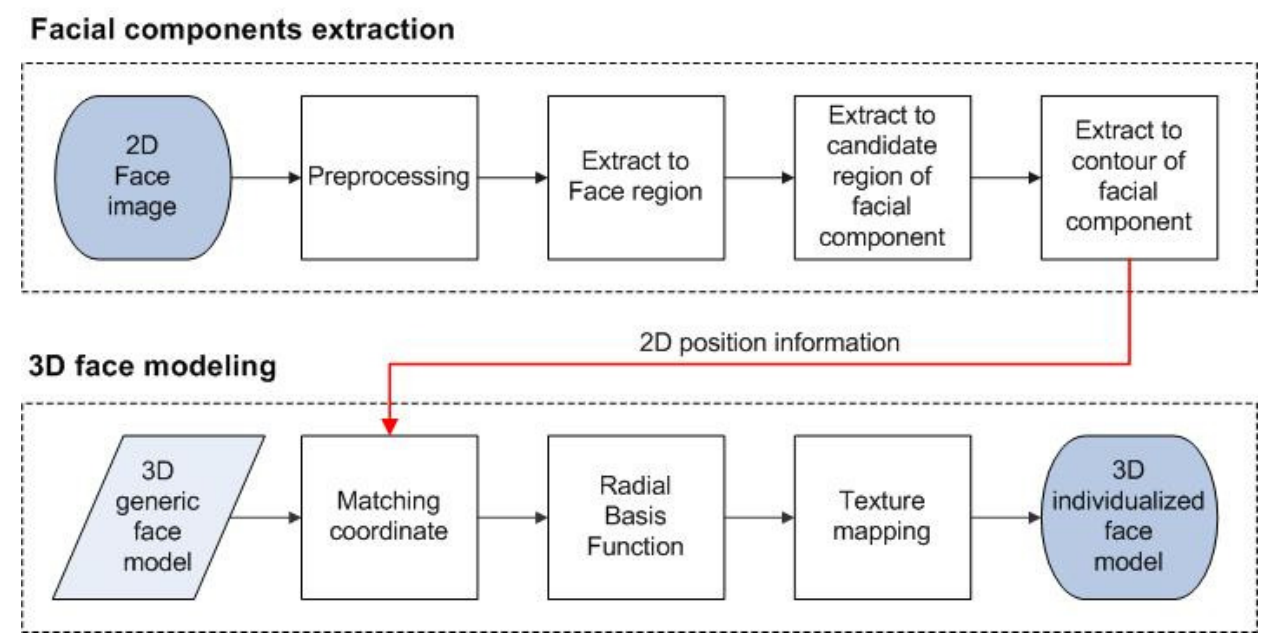 Facial components extraction
2D
Face
image
Preprocessing
Extract to
Face region
Extract to
candidate
region of
facial
component
Extract to
contour of
facial
component
2D position information
3D face modeling
3D
generic
face
model
Matching
coordinate
Radial
Basis
Function
Texture
mapping
3D
individualized
face
model